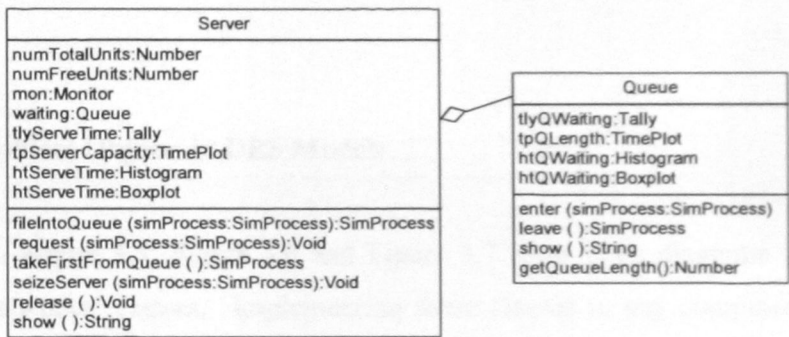 Server
numTotalUnits:Number
numFreeUnits:Number
mon:Monitor
waiting:Queue
tlyServeTime:Tally
tpServerCapacity:TimePlot
htServeTime:Histogram
htServeTime:Boxplot
fileIntoQueue (simProcess:SimProcess):SimProcess
request (simProcess:SimProcess):Void
takeFirstFromQueue ( ):SimProcess
seizeServer (simProcess:SimProcess):Void
release ( ):Void
show ( ):String
Queue
tlyQWaiting:Tally
tpQLength:TimePlot
htQWaiting:Histogram
htQWaiting:Boxplot
enter (simProcess:SimProcess)
leave ( ):SimProcess
show ( ):String
getQueueLength():Number